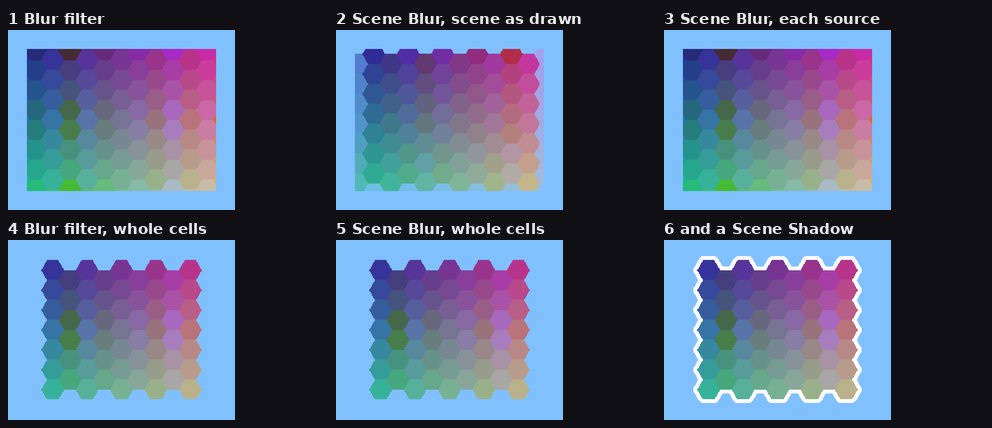 1 Blur filter
2 Scene Blur, scene as drawn
3 Scene Blur, each source
4 Blur filter, whole cells
5 Scene Blur, whole cells
6 and a Scene Shadow